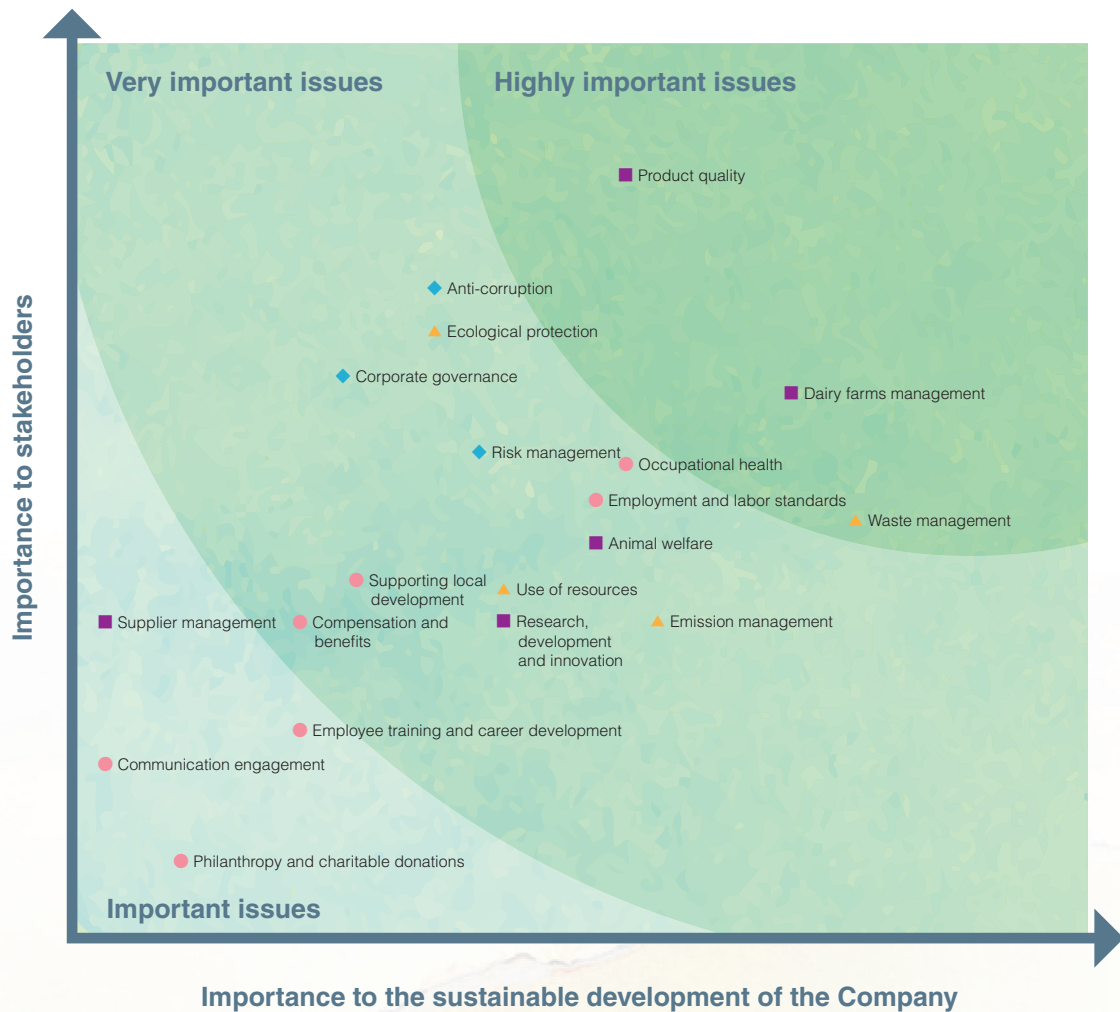 Very important issues
Highly important issues
Product quality
Anti-corruption
Ecological protection
Corporate governance
Dairy farms management
Risk management
Occupational health
Employment and labor standards
Waste management
Animal welfare
Supporting local
development
Use of resources
Supplier management
Compensation and
benefits
Research,
development
and innovation
Emission management
Employee training and career development
Communication engagement
Philanthropy and charitable donations
Important issues
Importance to stakeholders
Importance to the sustainable development of the Company